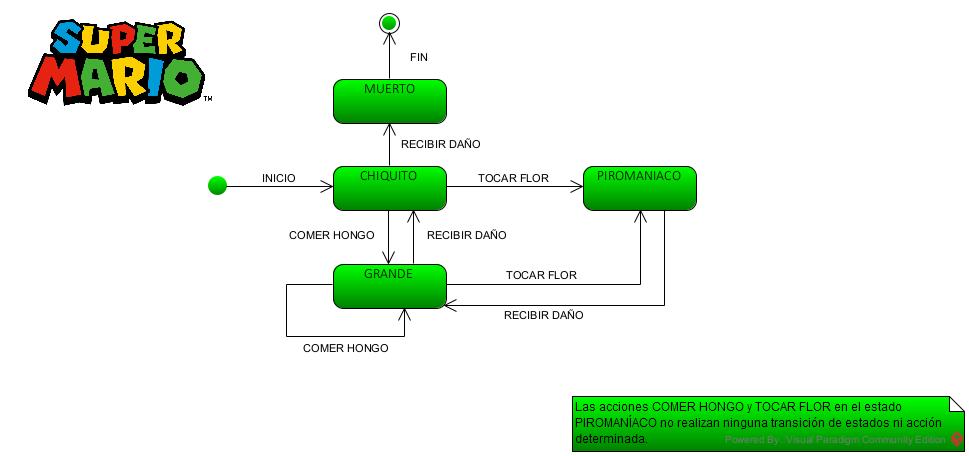 SUPER
MARIO™
FIN
MUERTO
RECIBIR DAÑO
INICIO
CHIQUITO
TOCAR FLOR
PIROMANIACO
COMER HONGO
RECIBIR DAÑO
GRANDE
TOCAR FLOR
RECIBIR DAÑO
COMER HONGO
Las acciones COMER HONGO y TOCAR FLOR en el estado
PIROMANÍACO no realizan ninguna transición de estados ni acción
determinada.
Powered By: Visual Paradigm Community Edition